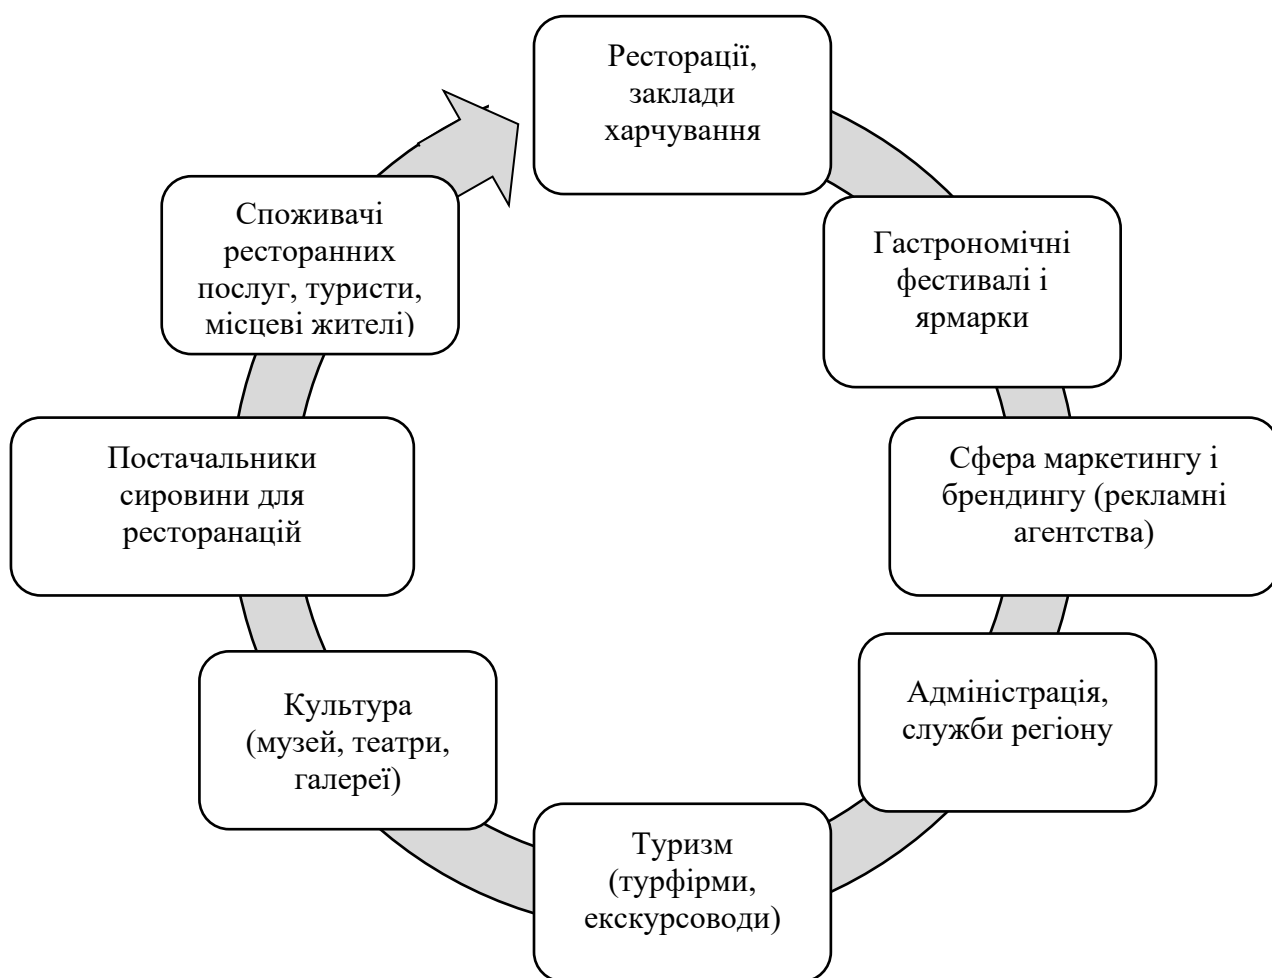 Ресторації,
заклади
харчування
Гастрономічні
фестивалі і
ярмарки
Сфера маркетингу і
брендингу (рекламні
агентства)
Адміністрація,
служби регіону
Туризм
(турфірми,
екскурсоводи)
Культура
(музей, театри,
галереї)
Постачальники
сировини для
ресторанацій
Споживачі
ресторанних
послуг, туристи,
місцеві жителі)